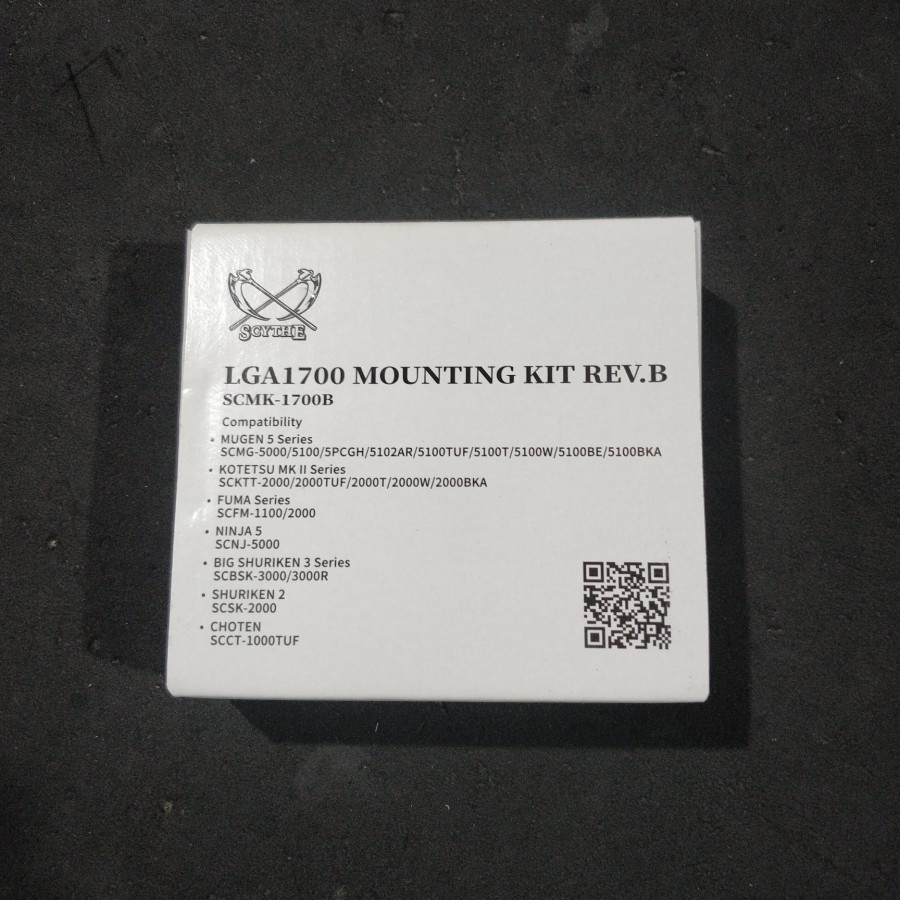 SCYTHE
LGA1700 MOUNTING KIT REV.B
SCMK-1700B
Compatibility
• MUGEN 5 Series
SCMG-5000/5100/5PCGH/5102AR/5100TUF/5100T/5100W/5100BE/5100BKA
• KOTETSU MK II Series
SCKTT-2000/2000TUF/2000T/2000W/2000BKA
• FUMA Series
SCFM-1100/2000
• NINJA 5
SCNJ-5000
• BIG SHURIKEN 3 Series
SCBSK-3000/3000R
• SHURIKEN 2
SCSK-2000
• CHOTEN
SCCT-1000TUF